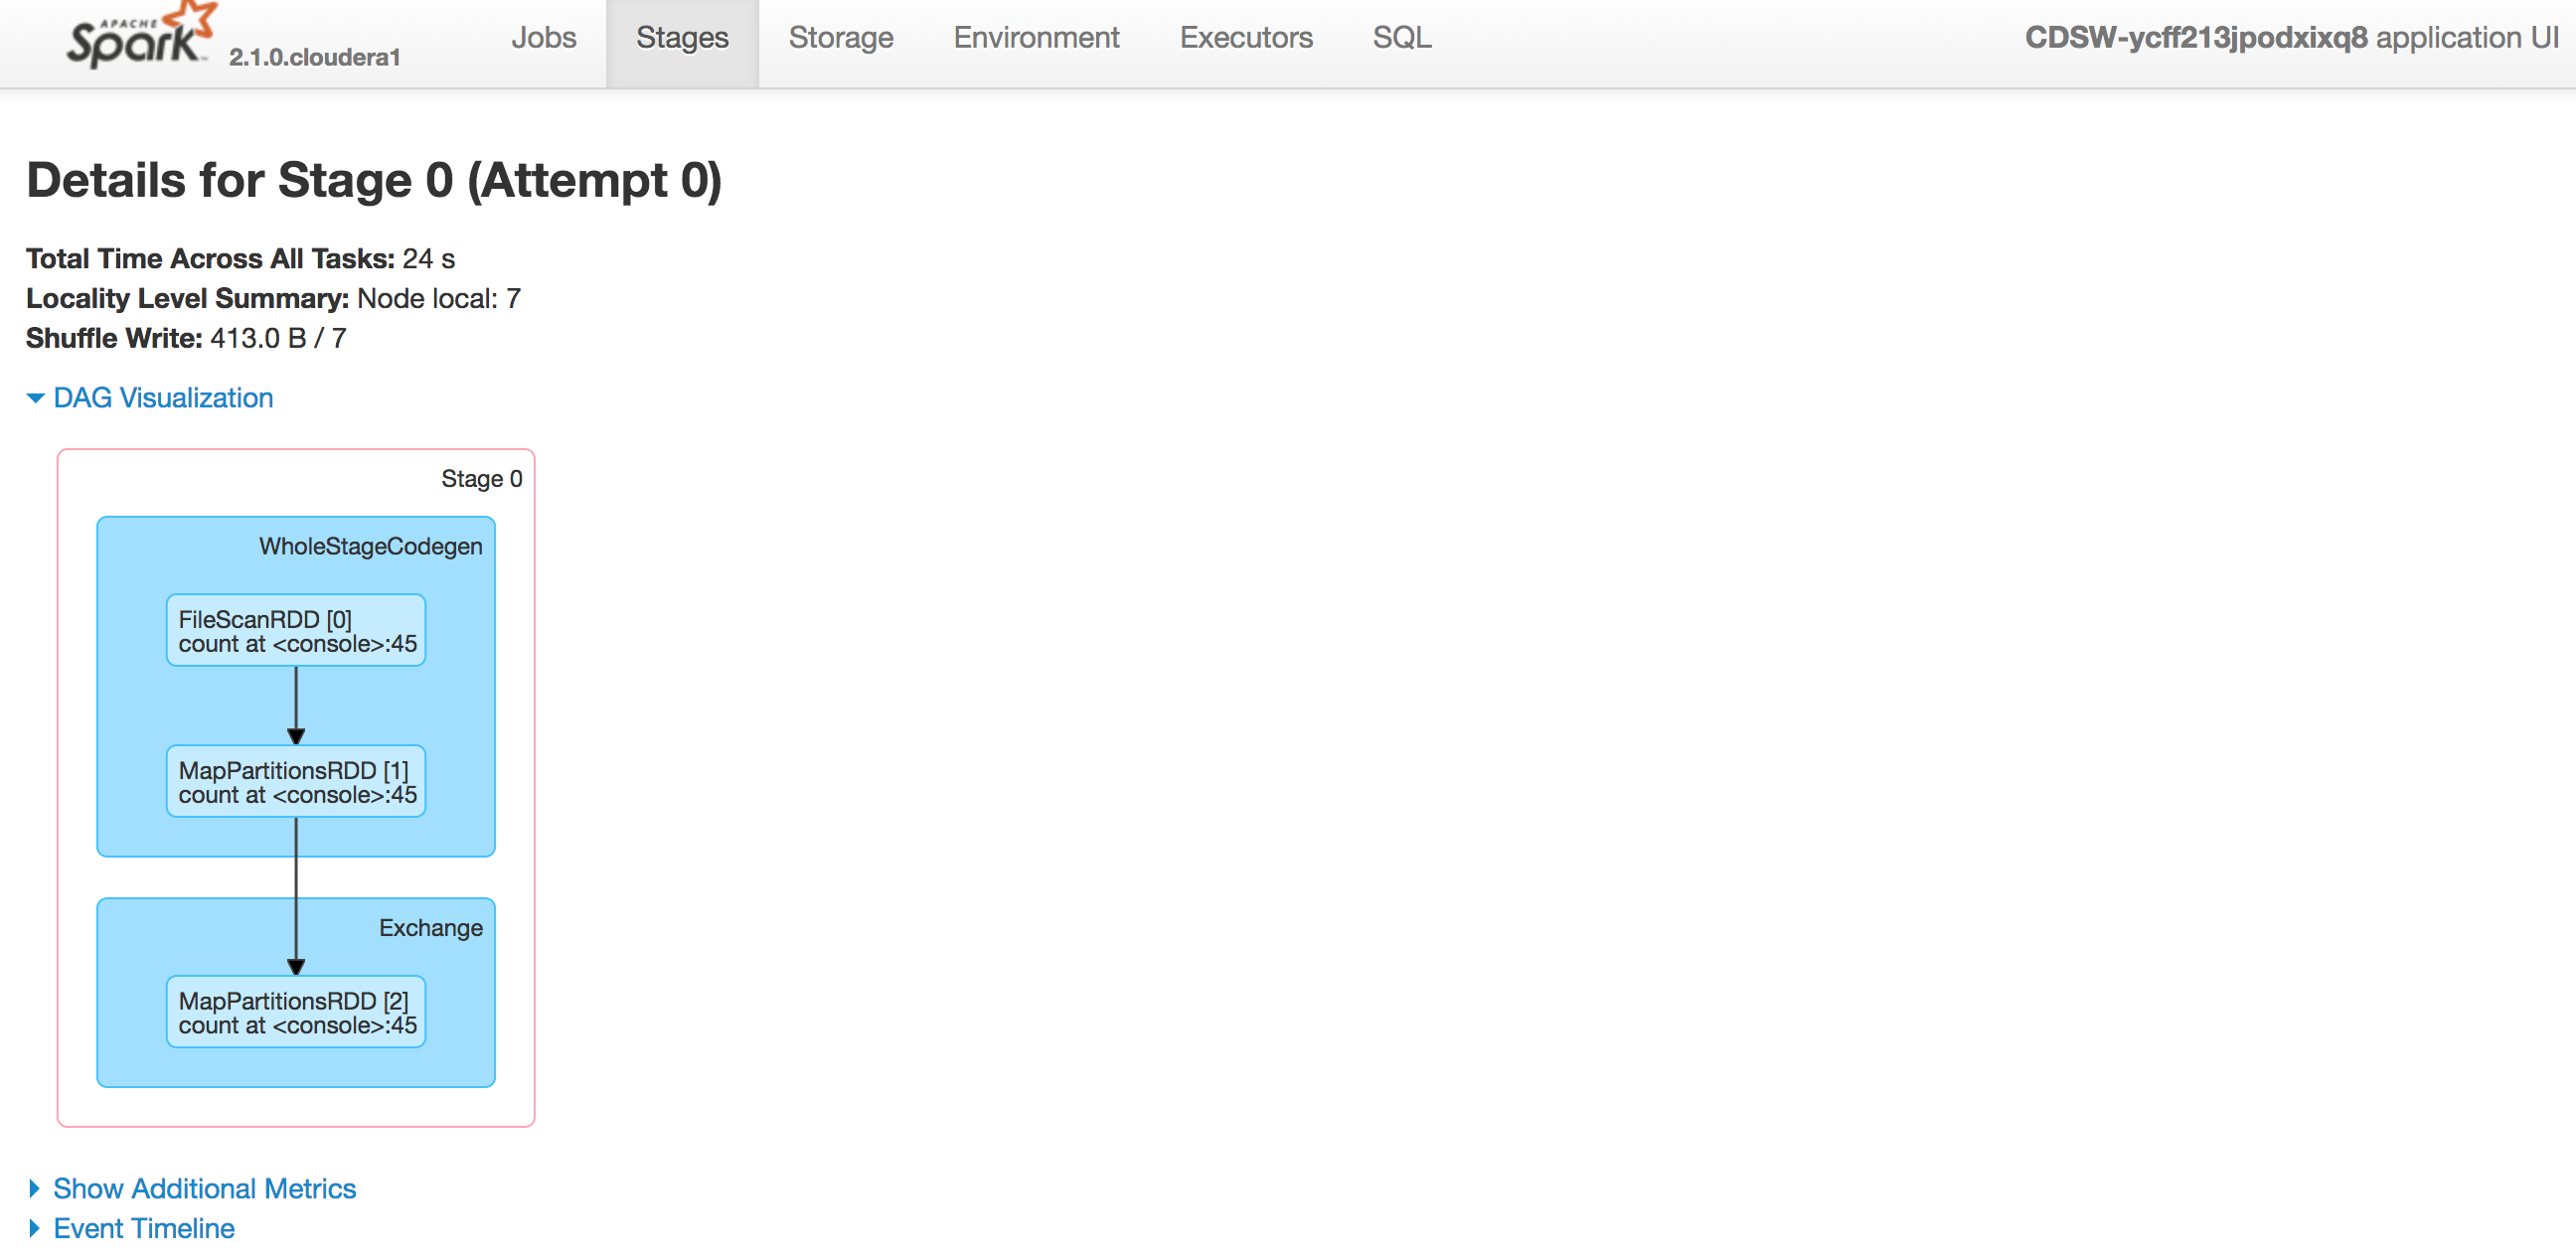 APACHE
Spark™ 2.1.0.cloudera1
Jobs
Stages
Storage
Environment
Executors
SQL
CDSW-ycff213jpodxixq8 application UI
Details for Stage 0 (Attempt 0)
Total Time Across All Tasks: 24 s
Locality Level Summary: Node local: 7
Shuffle Write: 413.0 B / 7
DAG Visualization
Stage 0
WholeStageCodegen
FileScanRDD [0]
count at <console>:45
MapPartitionsRDD [1]
count at <console>:45
Exchange
MapPartitionsRDD [2]
count at <console>:45
Show Additional Metrics
Event Timeline